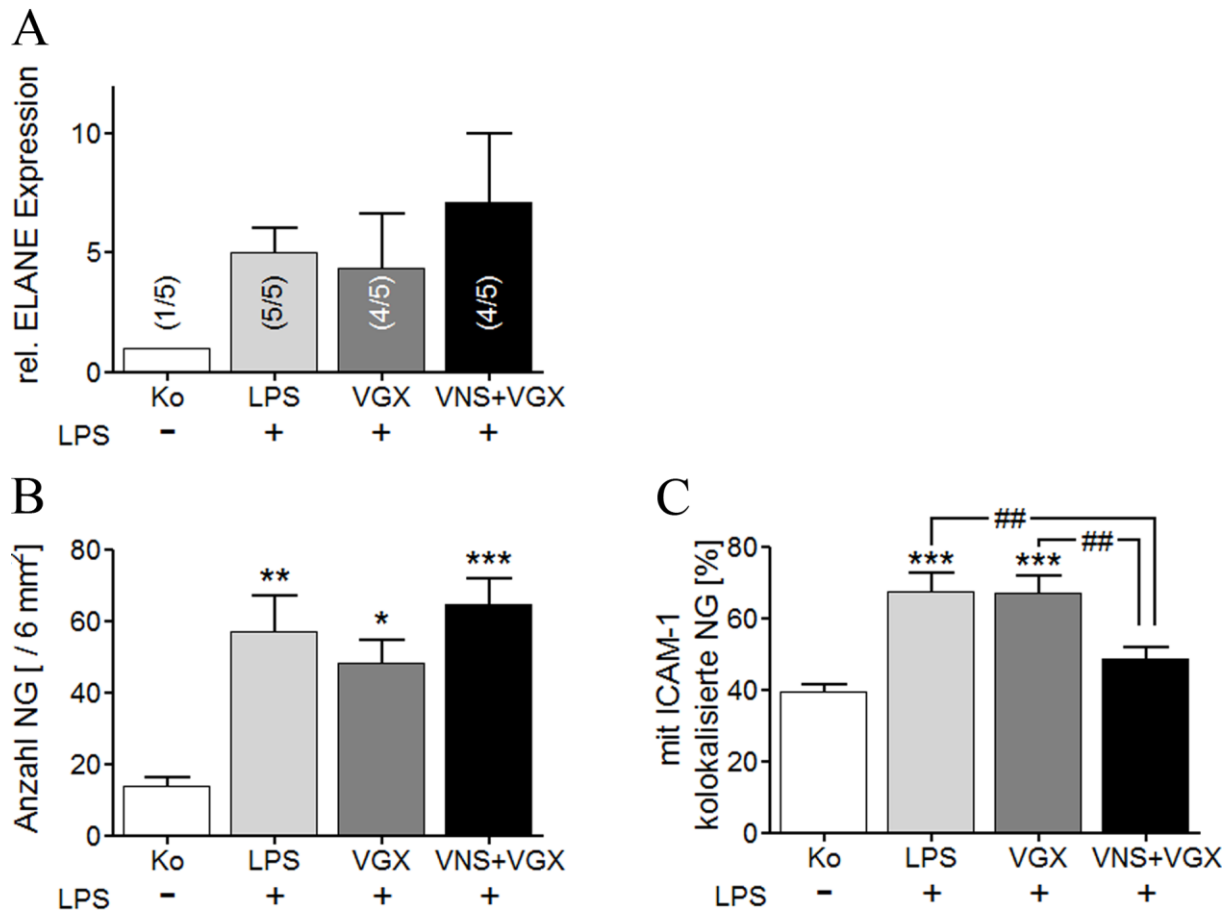 A
rel. ELANE Expression
10
5
0
(1/5) (5/5) (4/5) (4/5)
Ko LPS VGX VNS+VGX
LPS - + + +
B
Anzahl NG [ / 6 mm²]
80
60
40
20
0
** * ***
Ko LPS VGX VNS+VGX
LPS - + + +
C
mit ICAM-1
kolokalisierte NG [%]
80
60
40
20
0
##
##
*** ***
Ko LPS VGX VNS+VGX
LPS - + + +